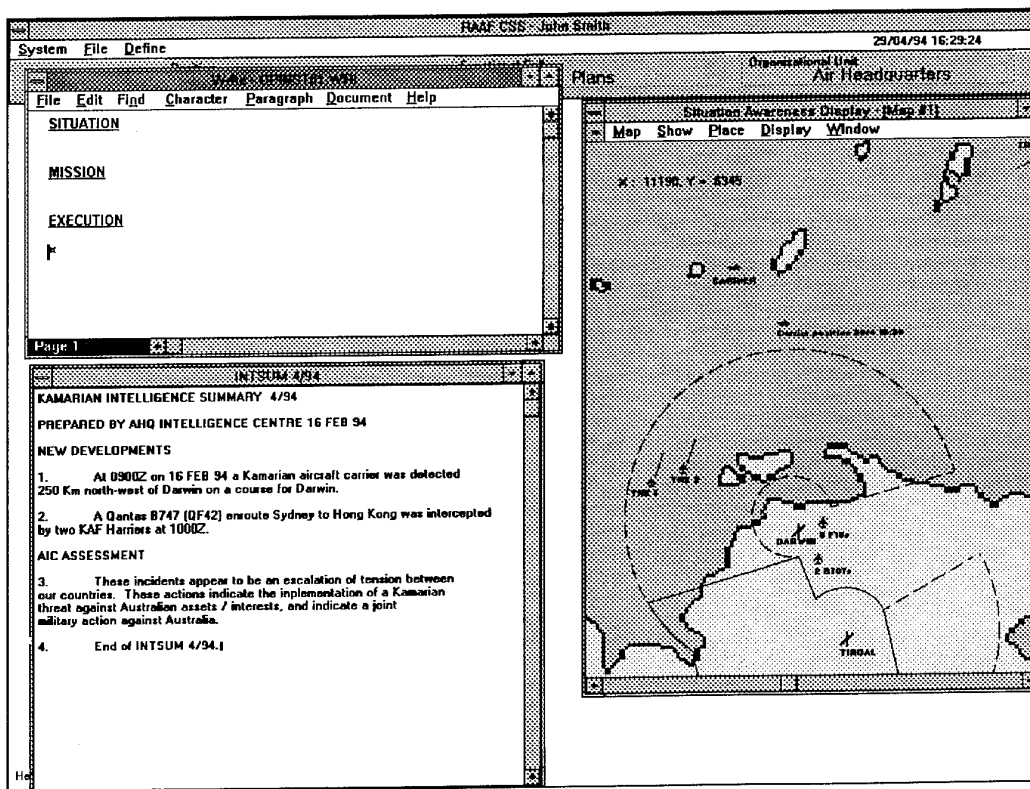 RAAF CSS - John Smith
System File Define
29/04/94 16:29:24
Organisational Unit
Plans
Air Headquarters
File Edit Find Character Paragraph Document Help
SITUATION
MISSION
EXECUTION
Page 1
INTSUM 4/94
KAMARIAN INTELLIGENCE SUMMARY 4/94
PREPARED BY AHQ INTELLIGENCE CENTRE 16 FEB 94
NEW DEVELOPMENTS
1. At 0900Z on 16 FEB 94 a Kamarian aircraft carrier was detected
250 Km north-west of Darwin on a course for Darwin.
2. A Qantas B747 (QF42) enroute Sydney to Hong Kong was intercepted
by two KAF Harriers at 1000Z.
AIC ASSESSMENT
3. These incidents appear to be an escalation of tension between
our countries. These actions indicate the inplementation of a Kamarian
threat against Australian assets / interests, and indicate a joint
military action against Australia.
4. End of INTSUM 4/94.
Situation Awareness Display - [Map #1]
Map Show Place Display Window
X = 11190, Y = 8345
CARRIER
DARWIN
TINDAL
He